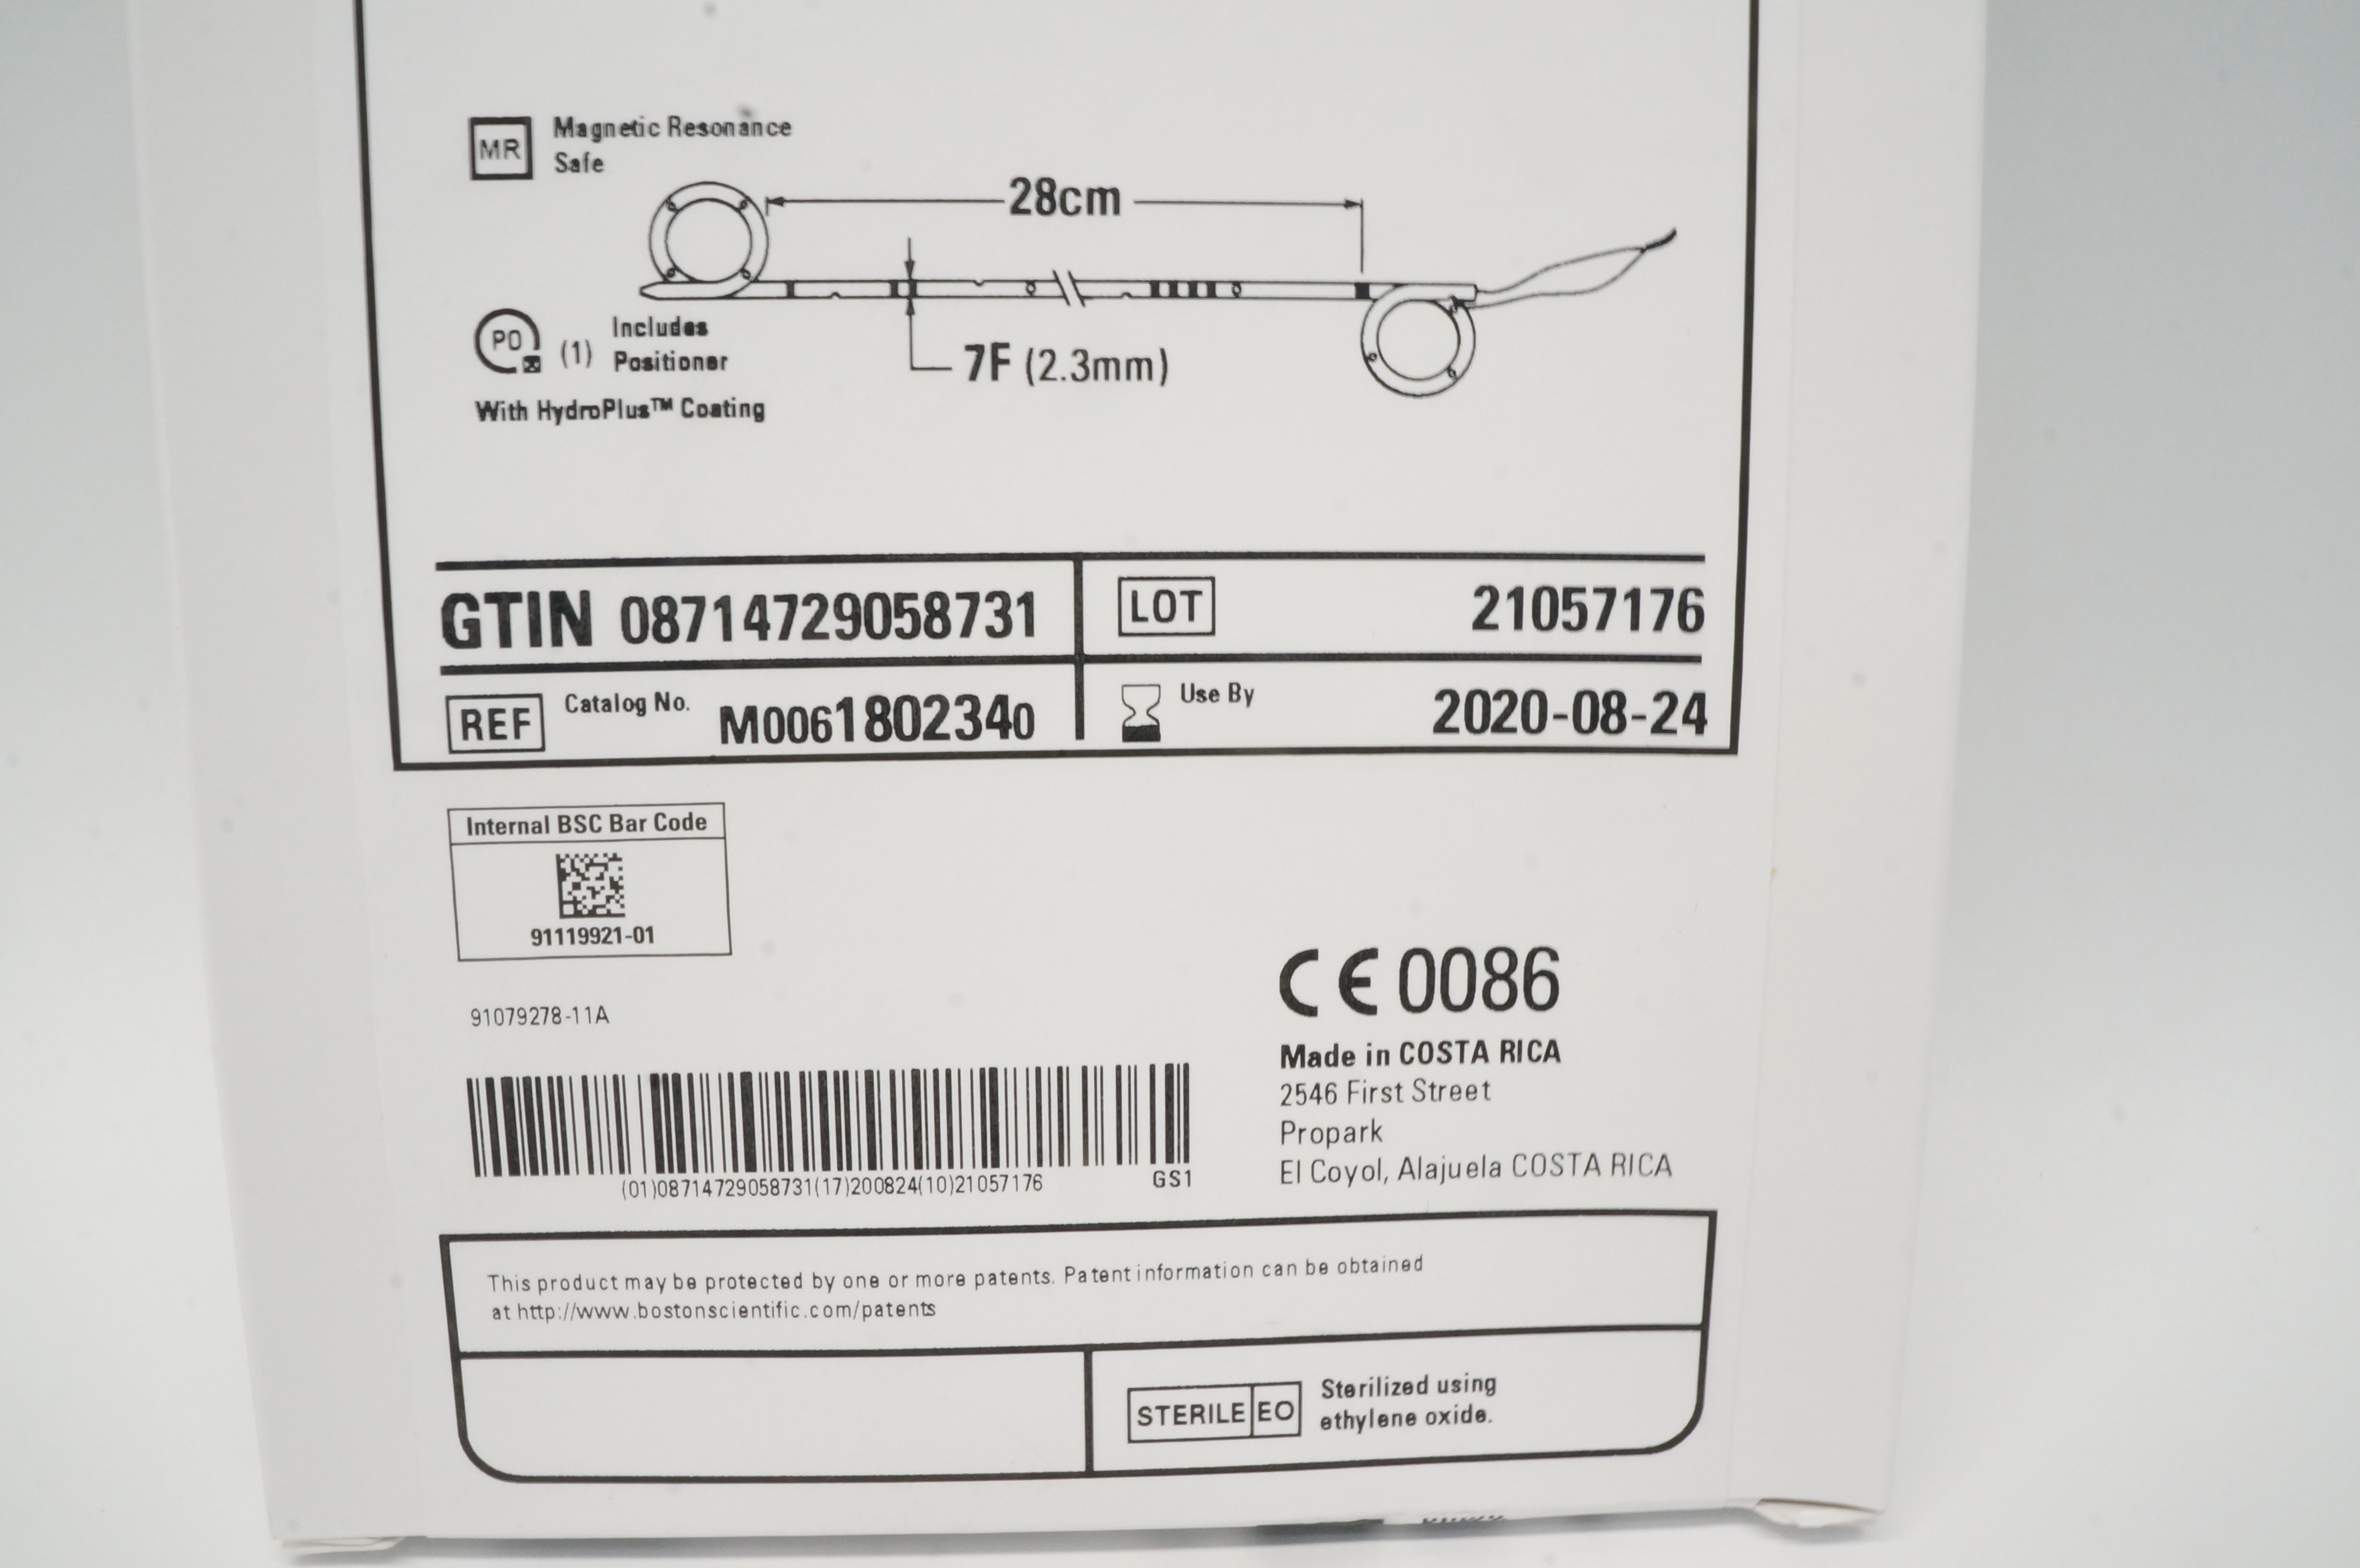 MR Magnetic Resonance
Safe
28cm
PO (1) Includes
Positioner
7F (2.3mm)
With HydroPlus™ Coating
GTIN 08714729058731
LOT 21057176
REF Catalog No. M0061802340
Use By 2020-08-24
Internal BSC Bar Code
91119921-01
91079278-11A
CE 0086
Made in COSTA RICA
2546 First Street
Propark
El Coyol, Alajuela COSTA RICA
(01)08714729058731(17)200824(10)21057176 GS1
This product may be protected by one or more patents. Patent information can be obtained
at http://www.bostonscientific.com/patents
STERILE EO Sterilized using
ethylene oxide.